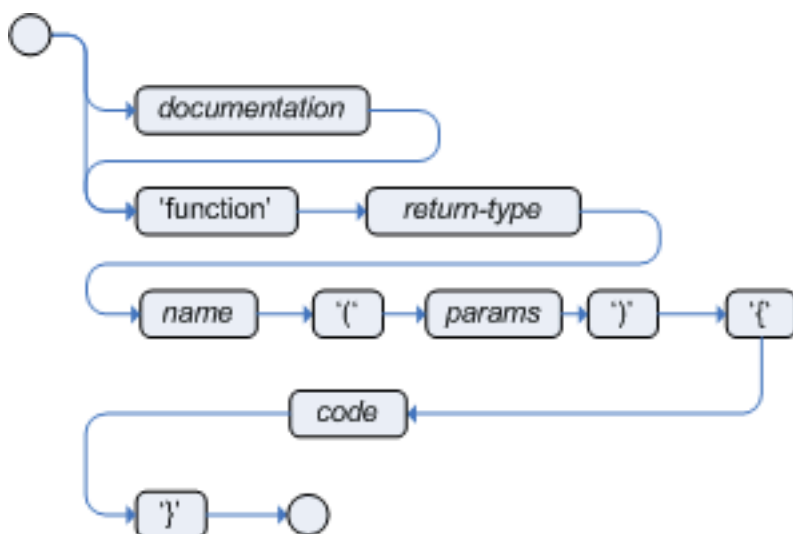 documentation
'function' return-type
name '(' params ')' '{'
code
'}'